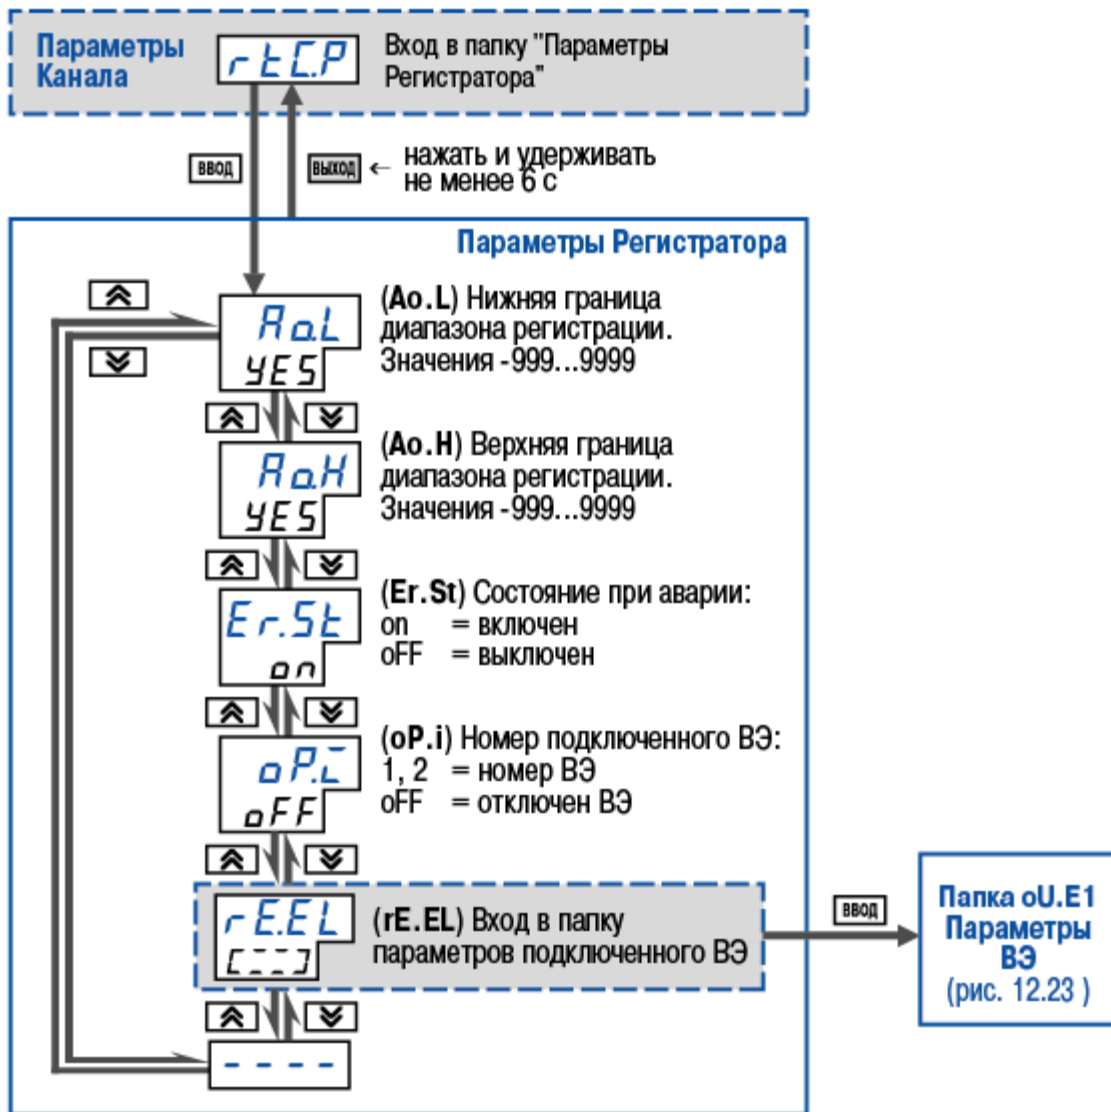 Параметры
Канала
rtC.P
Вход в папку "Параметры
Регистратора"
ВВОД
ВЫХОД
← нажать и удерживать
не менее 6 с
Параметры Регистратора
Ao.L
YES
(Ao.L) Нижняя граница
диапазона регистрации.
Значения -999...9999
Ao.H
YES
(Ao.H) Верхняя граница
диапазона регистрации.
Значения -999...9999
Er.St
on
(Er.St) Состояние при аварии:
on = включен
oFF = выключен
oP.i
oFF
(oP.i) Номер подключенного ВЭ:
1, 2 = номер ВЭ
oFF = отключен ВЭ
rE.EL
[---]
(rE.EL) Вход в папку
параметров подключенного ВЭ
ВВОД
Папка oU.E1
Параметры
ВЭ
(рис. 12.23 )
- - - -